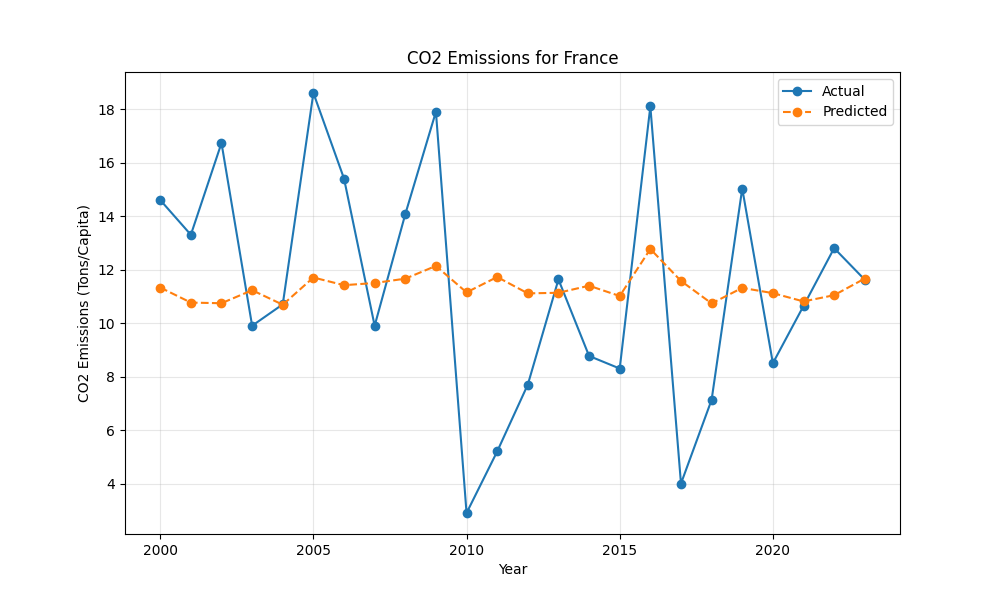 CO2 Emissions for France
Actual
Predicted
CO2 Emissions (Tons/Capita)
18
16
14
12
10
8
6
4
2000
2005
2010
2015
2020
Year